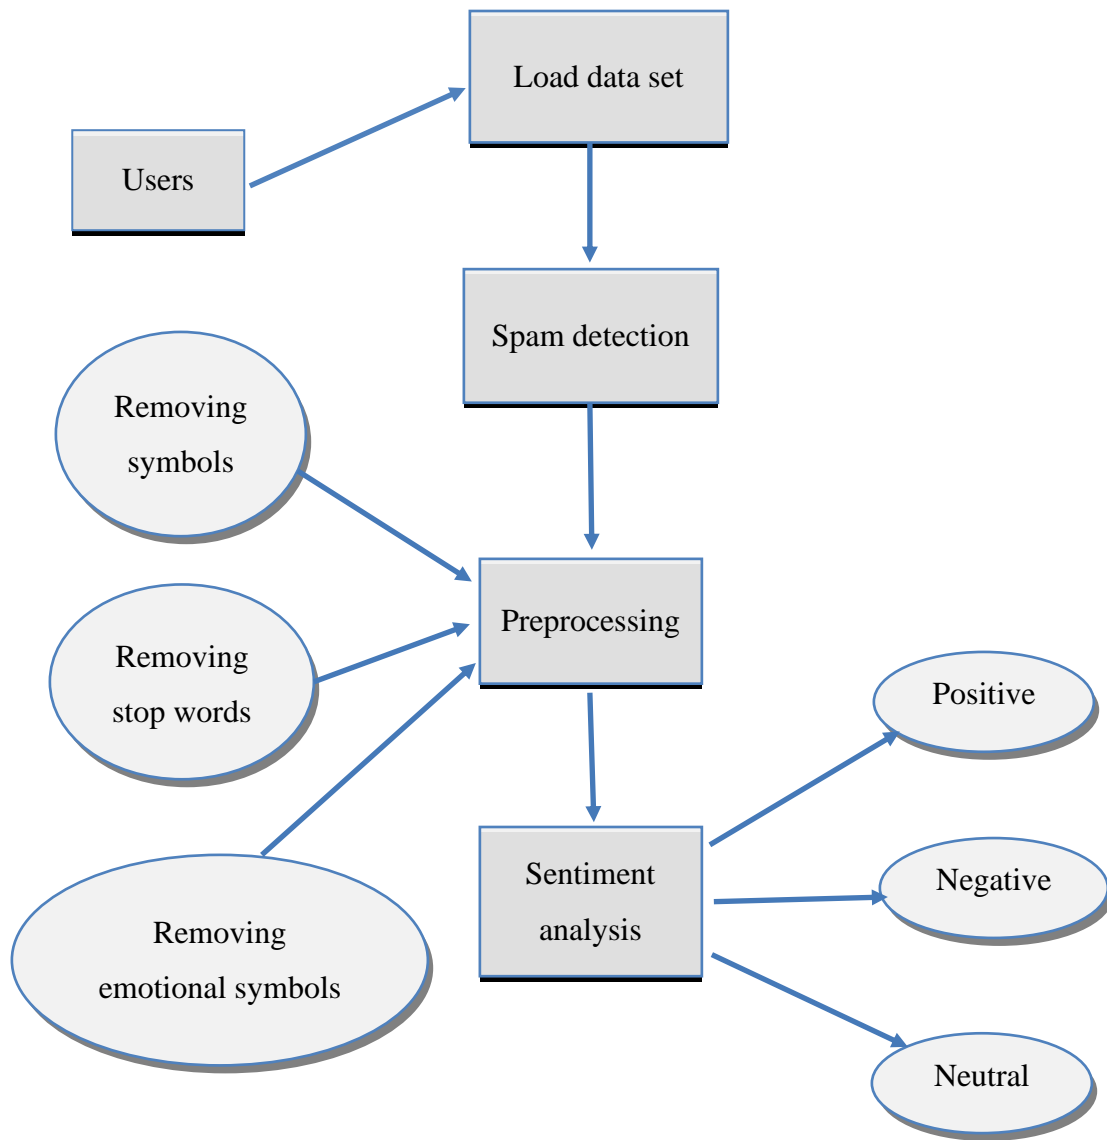 Load data set
Users
Spam detection
Removing
symbols
Preprocessing
Removing
stop words
Positive
Sentiment
analysis
Negative
Removing
emotional symbols
Neutral